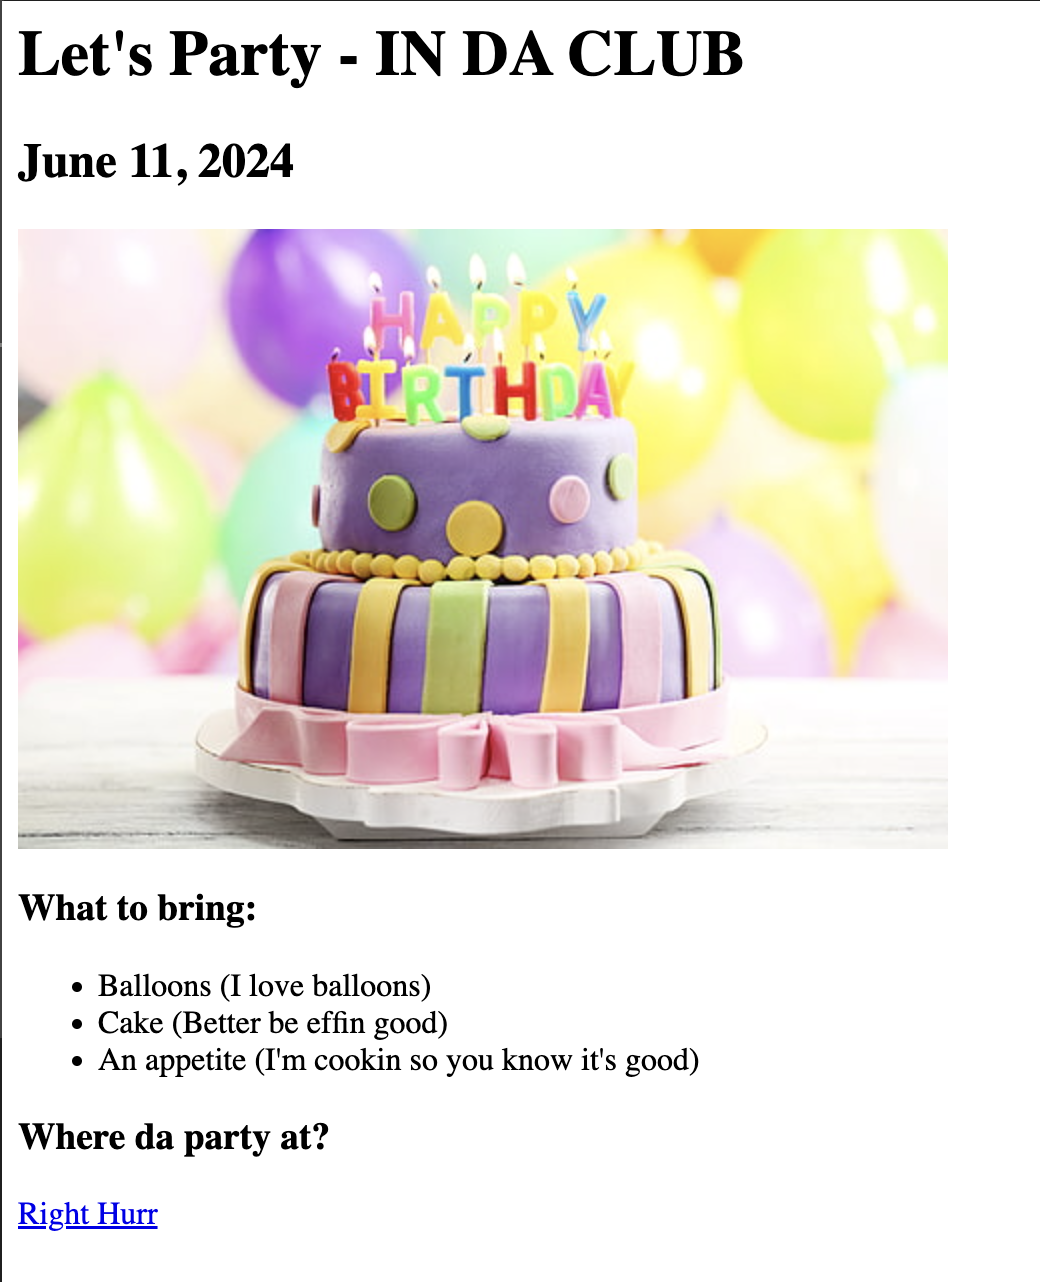 Let's Party - IN DA CLUB
June 11, 2024
HAPPY
BIRTHDAY
What to bring:
Balloons (I love balloons)
Cake (Better be effin good)
An appetite (I'm cookin so you know it's good)
Where da party at?
Right Hurr